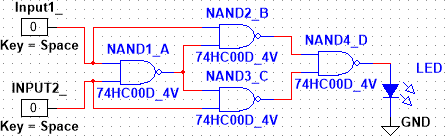 Input1_
0
Key = Space
INPUT2_
0
Key = Space
NAND1_A
74HC00D_4V
NAND2_B
74HC00D_4V
NAND3_C
74HC00D_4V
NAND4_D
74HC00D_4V
LED
GND